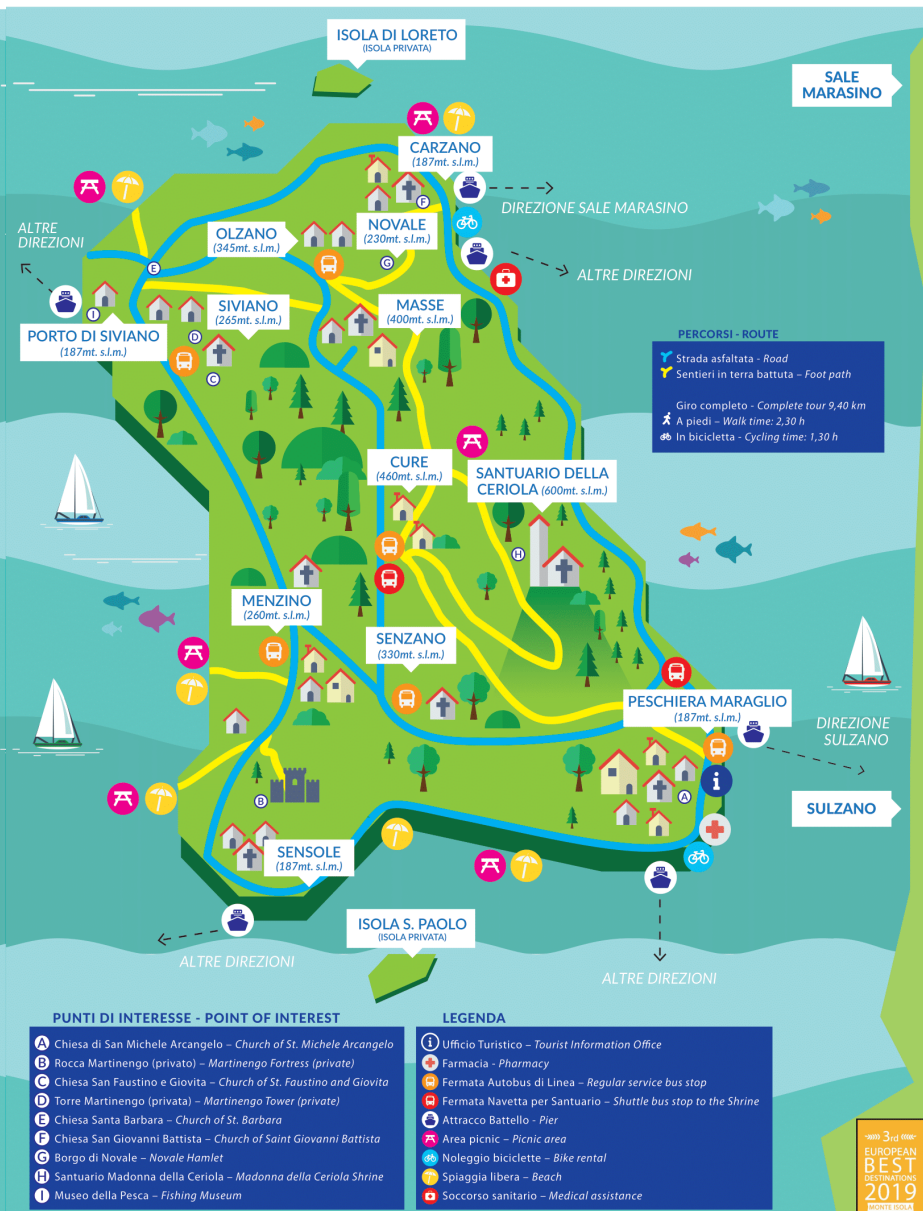 ISOLA DI LORETO
(ISOLA PRIVATA)
SALE
MARASINO
CARZANO
(187mt. s.l.m.)
DIREZIONE SALE MARASINO
ALTRE
DIREZIONI
OLZANO
(345mt. s.l.m.)
NOVALE
(230mt. s.l.m.)
F
G
E
ALTRE DIREZIONI
I
PORTO DI SIVIANO
(187mt. s.l.m.)
SIVIANO
(265mt. s.l.m.)
D
C
MASSE
(400mt. s.l.m.)
PERCORSI - ROUTE
Strada asfaltata - Road
Sentieri in terra battuta – Foot path
Giro completo - Complete tour 9,40 km
A piedi – Walk time: 2,30 h
In bicicletta - Cycling time: 1,30 h
CURE
(460mt. s.l.m.)
SANTUARIO DELLA
CERIOLA (600mt. s.l.m.)
H
MENZINO
(260mt. s.l.m.)
SENZANO
(330mt. s.l.m.)
PESCHIERA MARAGLIO
(187mt. s.l.m.)
DIREZIONE
SULZANO
i
A
B
SULZANO
SENSOLE
(187mt. s.l.m.)
ISOLA S. PAOLO
(ISOLA PRIVATA)
ALTRE DIREZIONI
ALTRE DIREZIONI
PUNTI DI INTERESSE - POINT OF INTEREST
A Chiesa di San Michele Arcangelo – Church of St. Michele Arcangelo
B Rocca Martinengo (privato) – Martinengo Fortress (private)
C Chiesa San Faustino e Giovita – Church of St. Faustino and Giovita
D Torre Martinengo (privata) – Martinengo Tower (private)
E Chiesa Santa Barbara – Church of St. Barbara
F Chiesa San Giovanni Battista – Church of Saint Giovanni Battista
G Borgo di Novale – Novale Hamlet
H Santuario Madonna della Ceriola – Madonna della Ceriola Shrine
I Museo della Pesca – Fishing Museum
LEGENDA
i Ufficio Turistico – Tourist Information Office
Farmacia - Pharmacy
Fermata Autobus di Linea – Regular service bus stop
Fermata Navetta per Santuario – Shuttle bus stop to the Shrine
Attracco Battello – Pier
Area picnic – Picnic area
Noleggio biciclette – Bike rental
Spiaggia libera – Beach
Soccorso sanitario – Medical assistance
3rd
EUROPEAN
BEST
DESTINATIONS
2019
MONTE ISOLA